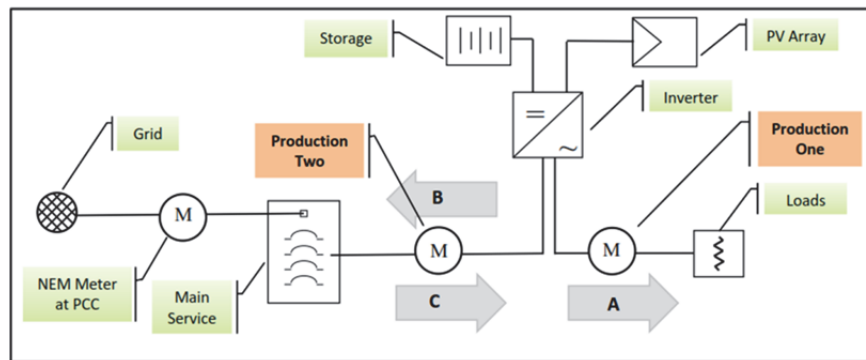 Storage
PV Array
Inverter
Grid
Production
Two
Production
One
B
Loads
M
M
M
NEM Meter
at PCC
Main
Service
C
A